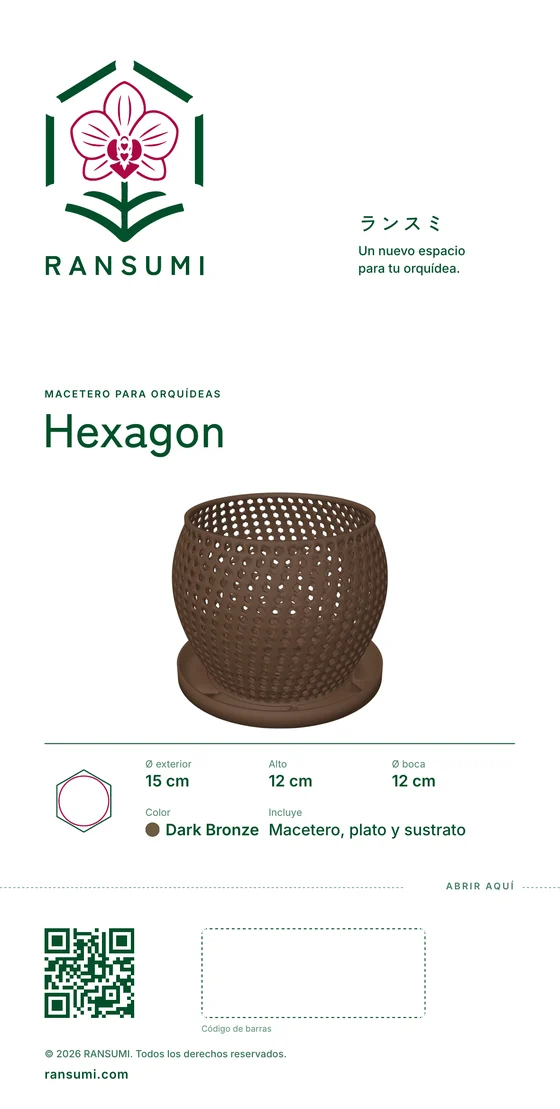 RANSUMI
ランスミ
Un nuevo espacio
para tu orquídea.
MACETERO PARA ORQUÍDEAS
Hexagon
Ø exterior
15 cm
Alto
12 cm
Ø boca
12 cm
Color
Dark Bronze
Incluye
Macetero, plato y sustrato
ABRIR AQUÍ
Código de barras
© 2026 RANSUMI. Todos los derechos reservados.
ransumi.com